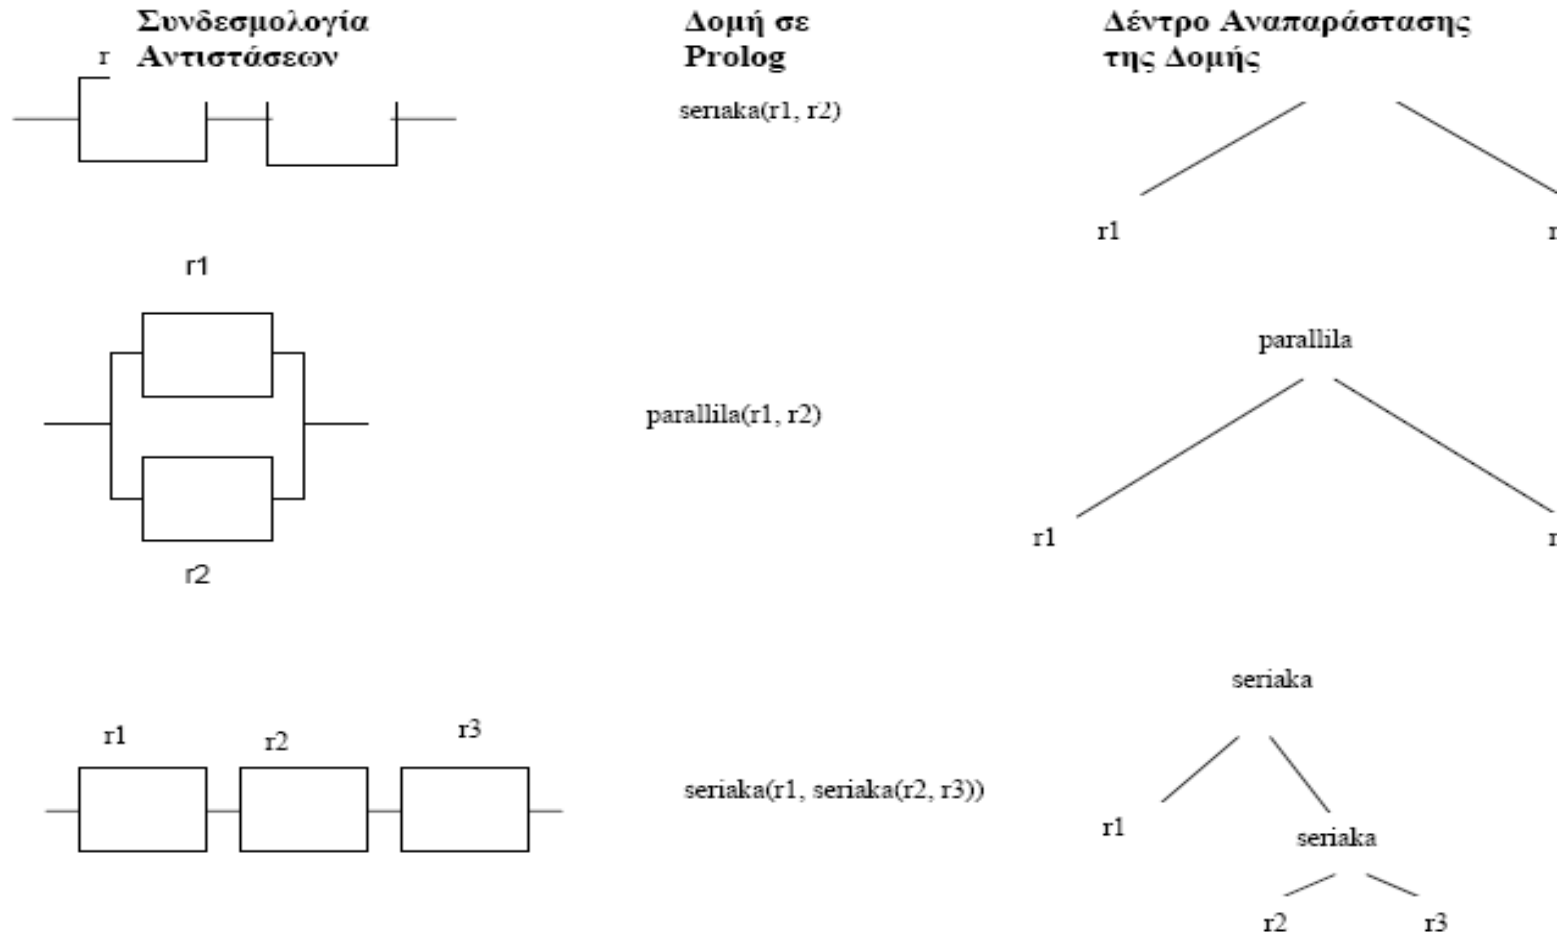 Συνδεσμολογία
Αντιστάσεων
Δομή σε
Prolog
Δέντρο Αναπαράστασης
της Δομής
r
seriaka(r1, r2)
r1
r
r1
r2
parallila(r1, r2)
parallila
r1
r
r1
r2
r3
seriaka(r1, seriaka(r2, r3))
seriaka
r1
seriaka
r2
r3